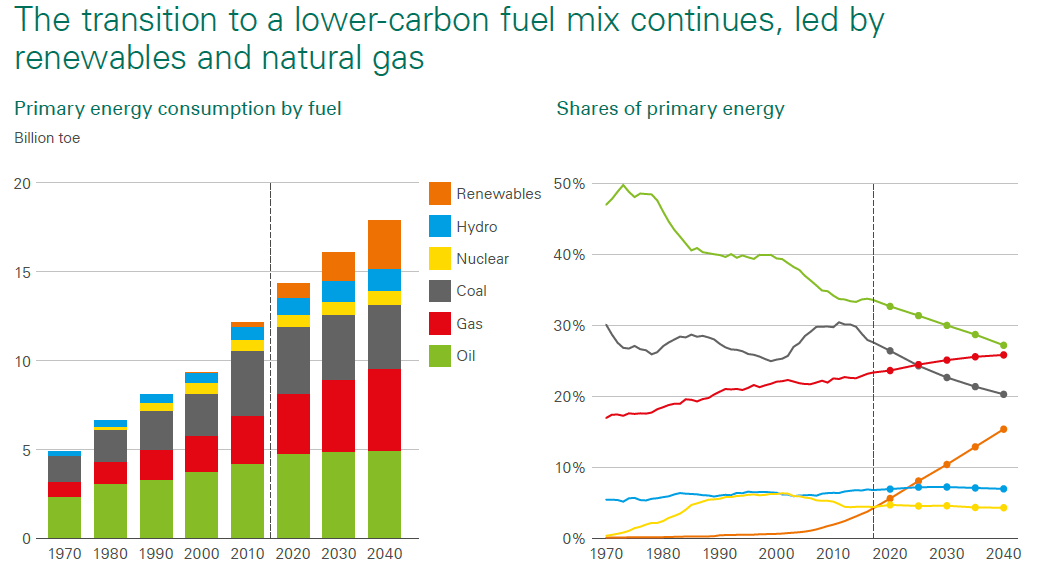 The transition to a lower-carbon fuel mix continues, led by
renewables and natural gas
Primary energy consumption by fuel
Billion toe
20
15
10
5
0
1970 1980 1990 2000 2010 2020 2030 2040
Renewables
Hydro
Nuclear
Coal
Gas
Oil
Shares of primary energy
50%
40%
30%
20%
10%
0%
1970 1980 1990 2000 2010 2020 2030 2040